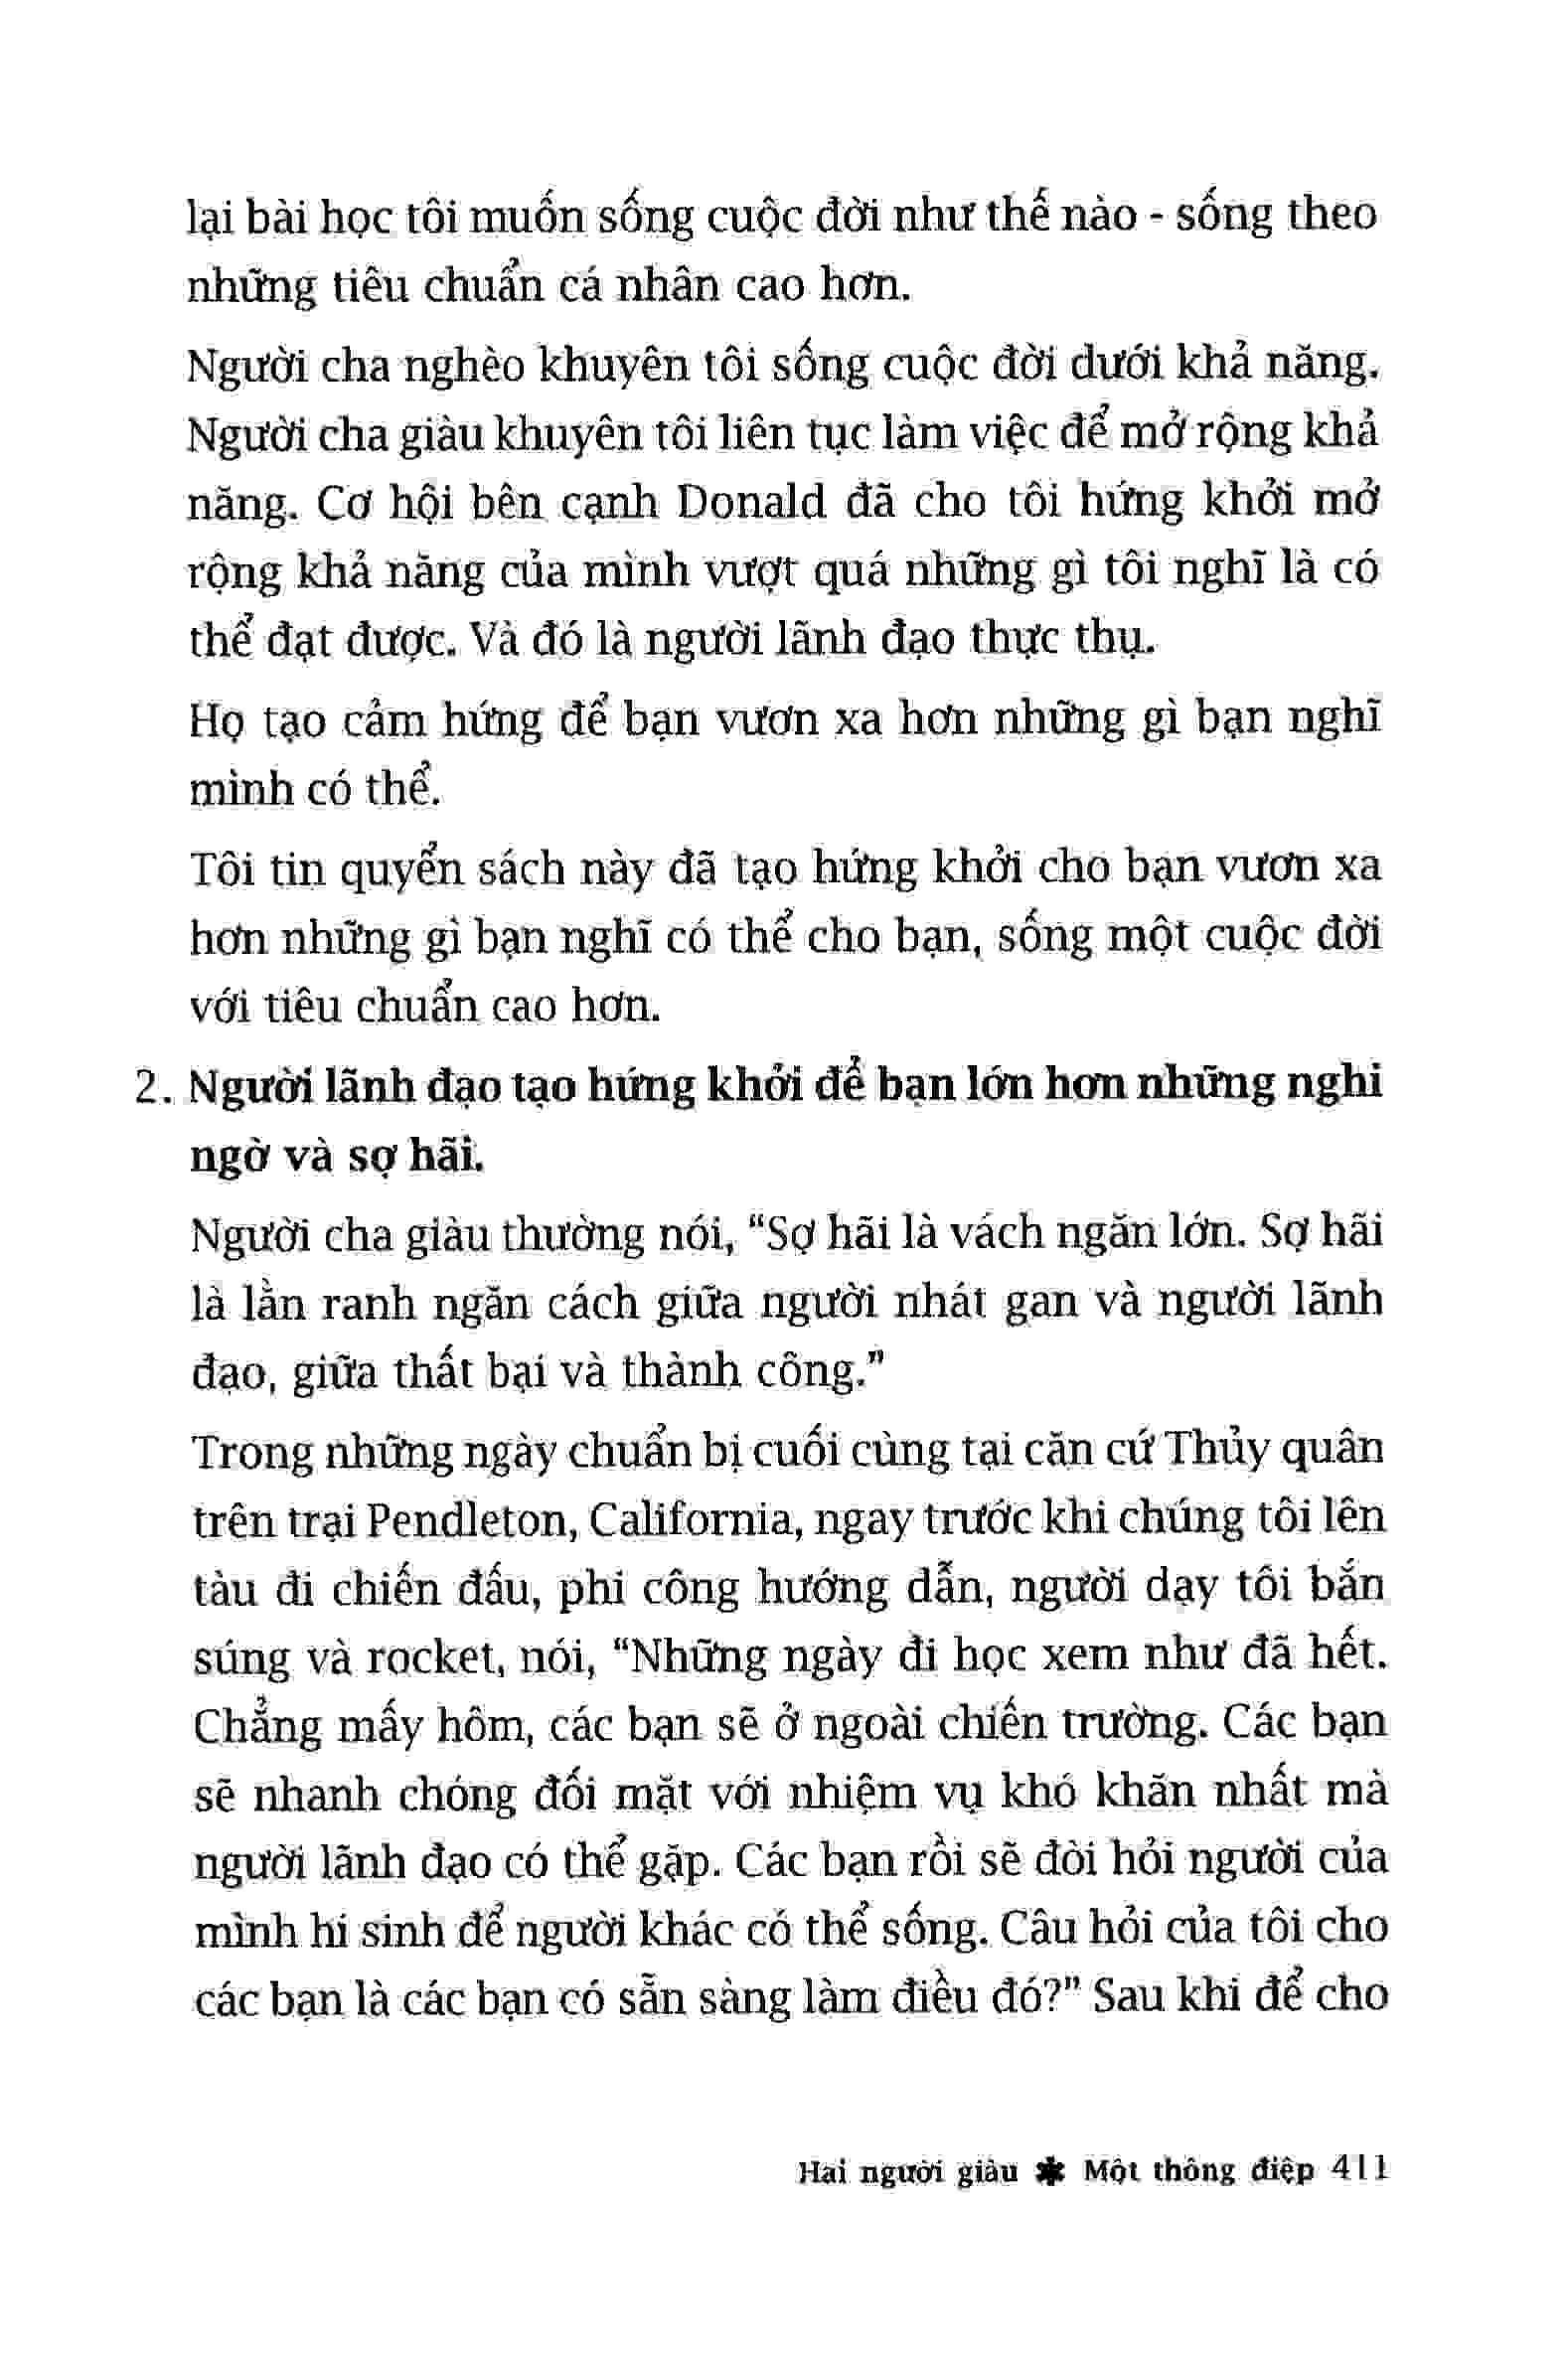 lại bài học tôi muốn sống cuộc đời như thế nào - sống theo
những tiêu chuẩn cá nhân cao hơn.
Người cha nghèo khuyên tôi sống cuộc đời dưới khả năng.
Người cha giàu khuyên tôi liên tục làm việc để mở rộng khả
năng. Cơ hội bên cạnh Donald đã cho tôi hứng khởi mở
rộng khả năng của mình vượt quá những gì tôi nghĩ là có
thể đạt được. Và đó là người lãnh đạo thực thụ.
Họ tạo cảm hứng để bạn vươn xa hơn những gì bạn nghĩ
mình có thể.
Tôi tin quyển sách này đã tạo hứng khởi cho bạn vươn xa
hơn những gì bạn nghĩ có thể cho bạn, sống một cuộc đời
với tiêu chuẩn cao hơn.
2. Người lãnh đạo tạo hứng khởi để bạn lớn hơn những nghi
ngờ và sợ hãi.
Người cha giàu thường nói, “Sợ hãi là vách ngăn lớn. Sợ hãi
là lằn ranh ngăn cách giữa người nhát gan và người lãnh
đạo, giữa thất bại và thành công.”
Trong những ngày chuẩn bị cuối cùng tại căn cứ Thủy quân
trên trại Pendleton, California, ngay trước khi chúng tôi lên
tàu đi chiến đấu, phi công hướng dẫn, người dạy tôi bắn
súng và rocket, nói, “Những ngày đi học xem như đã hết.
Chẳng mấy hôm, các bạn sẽ ở ngoài chiến trường. Các bạn
sẽ nhanh chóng đối mặt với nhiệm vụ khó khăn nhất mà
người lãnh đạo có thể gặp. Các bạn rồi sẽ đòi hỏi người của
mình hi sinh để người khác có thể sống. Câu hỏi của tôi cho
các bạn là các bạn có sẵn sàng làm điều đó?” Sau khi để cho
Hai người giàu ✱ Một thông điệp 411